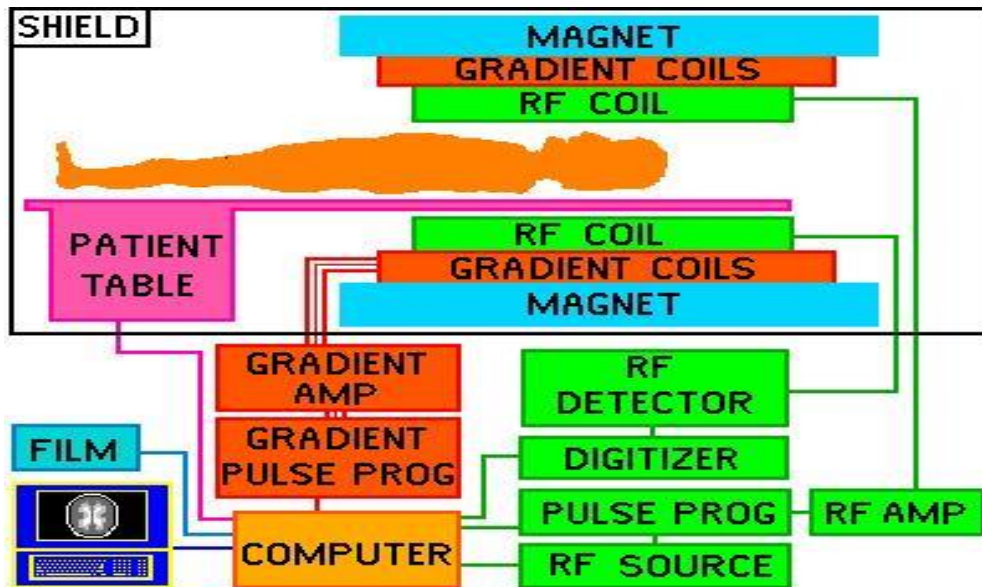 SHIELD
MAGNET
GRADIENT COILS
RF COIL
RF COIL
GRADIENT COILS
MAGNET
PATIENT
TABLE
GRADIENT
AMP
RF
DETECTOR
FILM
GRADIENT
PULSE PROG
DIGITIZER
PULSE PROG
RF AMP
COMPUTER
RF SOURCE